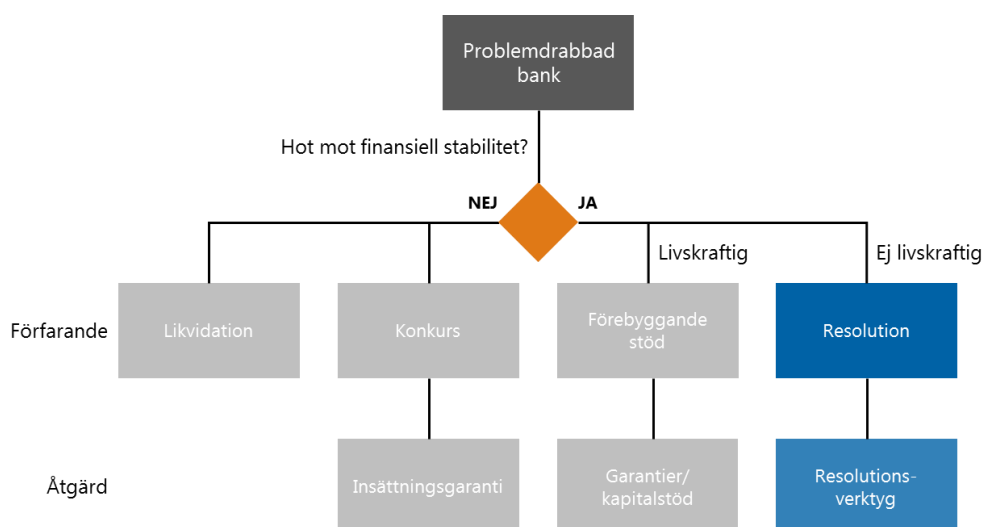 Problemdrabbad
bank
Hot mot finansiell stabilitet?
NEJ
JA
Livskraftig
Ej livskraftig
Förfarande
Likvidation
Konkurs
Förebyggande
stöd
Resolution
Åtgärd
Insättningsgaranti
Garantier/
kapitalstöd
Resolutions-
verktyg